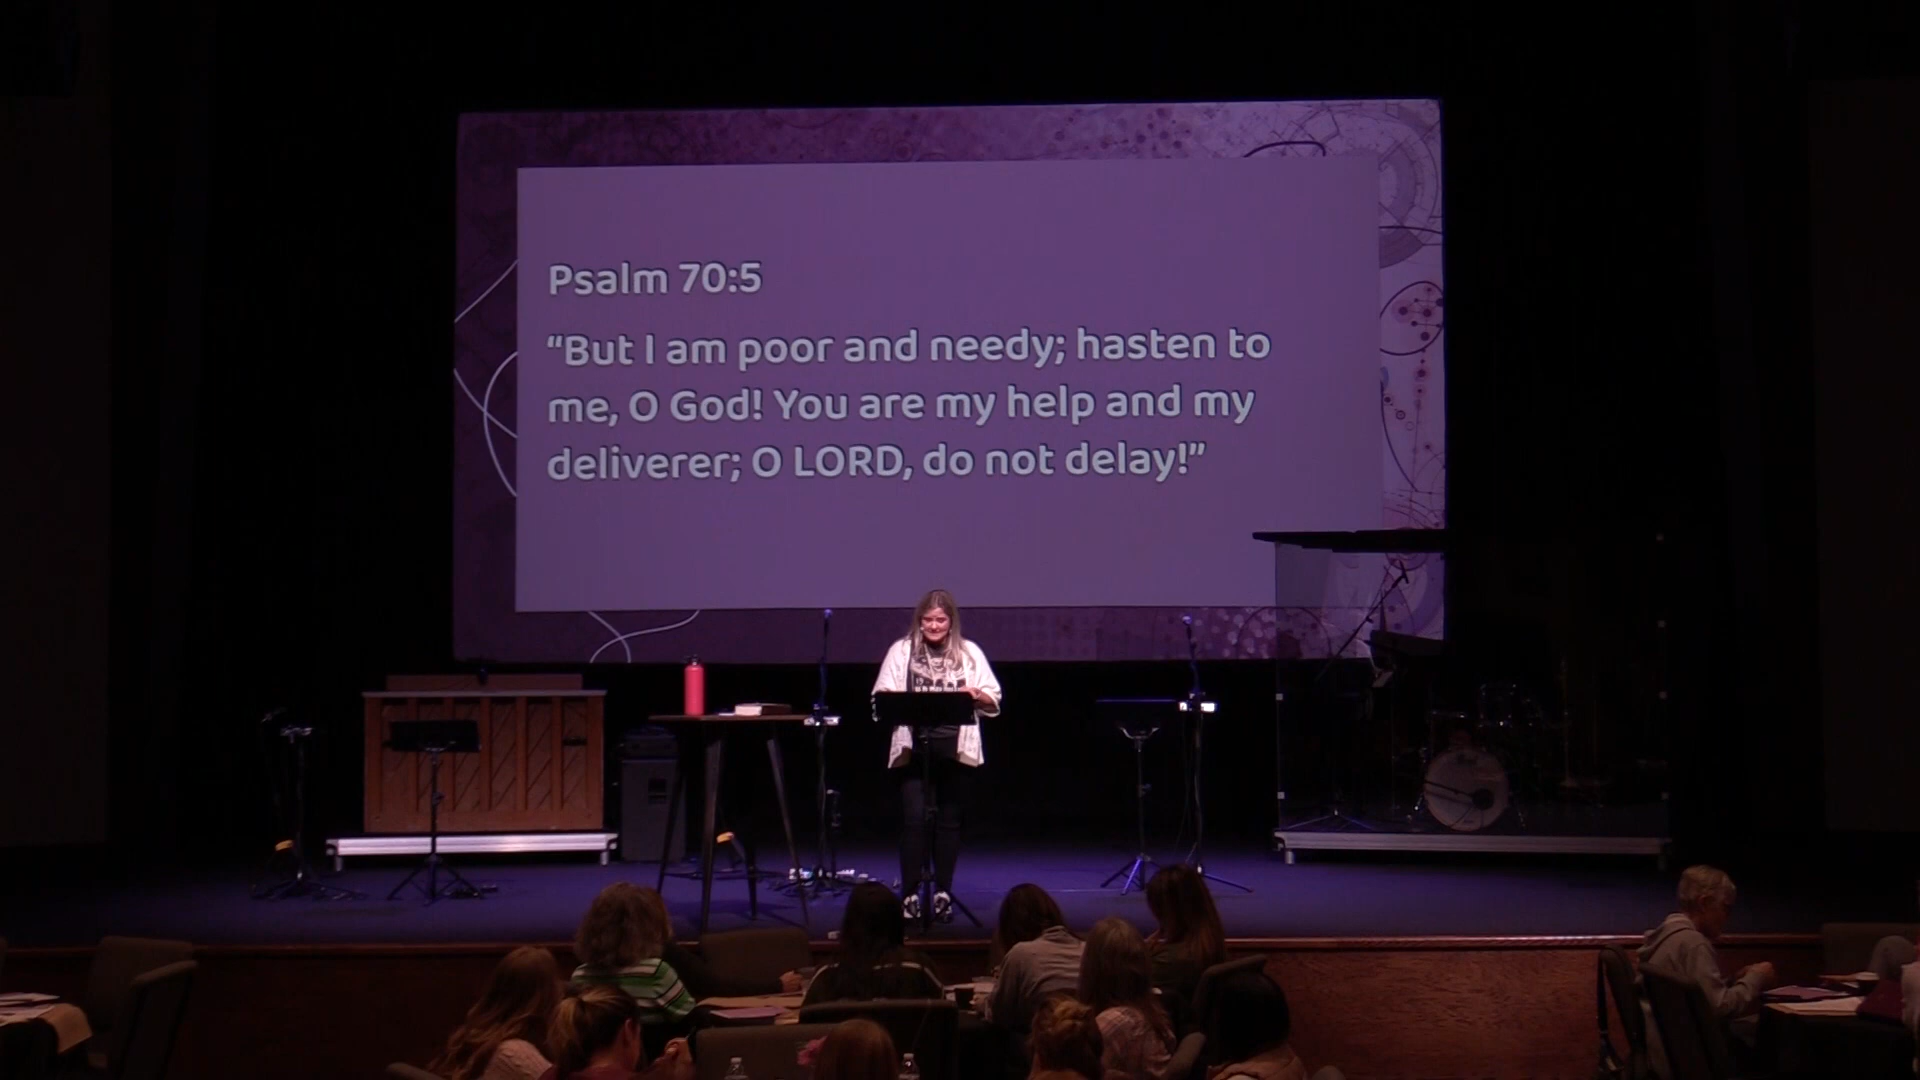 Psalm 70:5
“But I am poor and needy; hasten to
me, O God! You are my help and my
deliverer; O LORD, do not delay!”